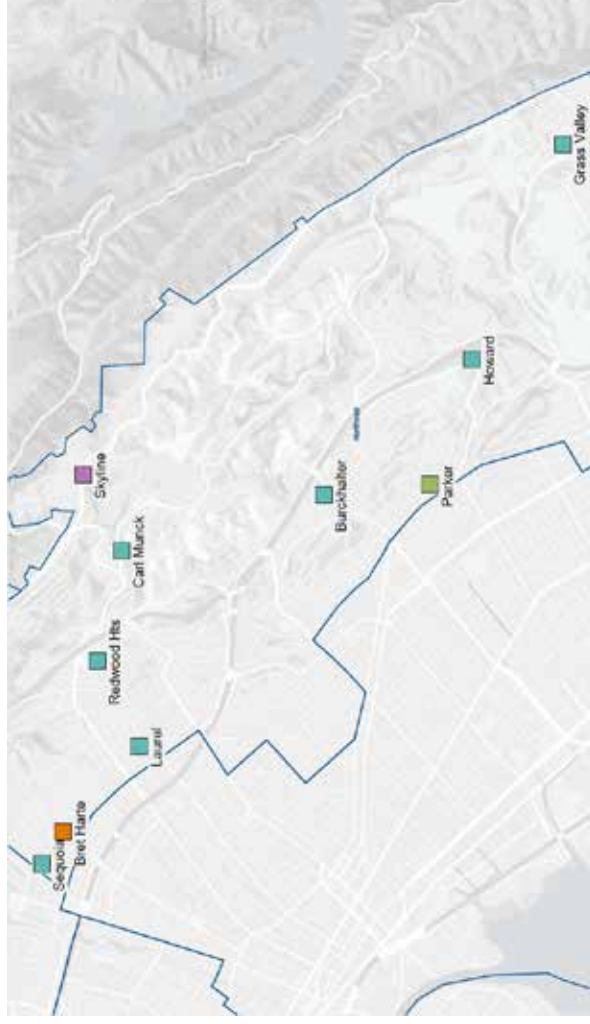 Sequoia
Bret Harte
Laurel
Redwood Hts
Carl Munck
Skyline
Burckhalter
Parker
Howard
Grass Valley